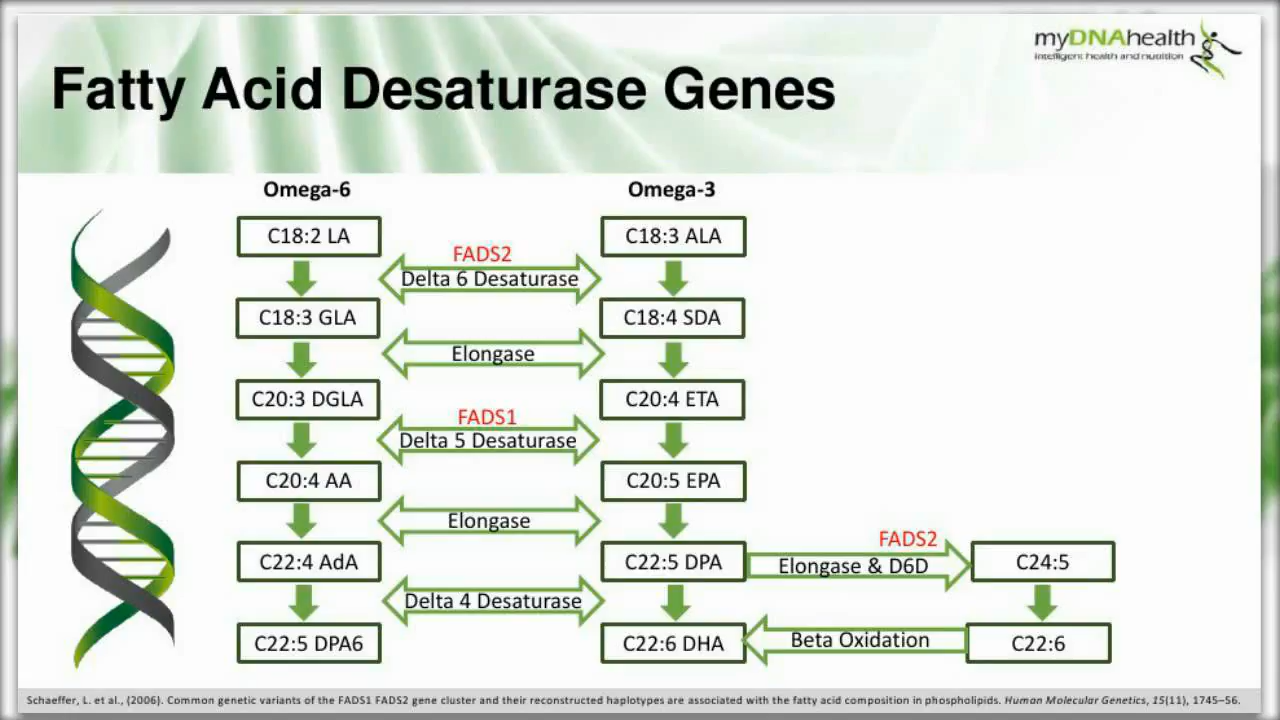 myDNAhealth
intelligent health and nutrition
Fatty Acid Desaturase Genes
Omega-6
Omega-3
C18:2 LA
C18:3 ALA
FADS2
Delta 6 Desaturase
C18:3 GLA
C18:4 SDA
Elongase
C20:3 DGLA
C20:4 ETA
FADS1
Delta 5 Desaturase
C20:4 AA
C20:5 EPA
Elongase
FADS2
C22:4 AdA
C22:5 DPA
Elongase & D6D
C24:5
Delta 4 Desaturase
C22:5 DPA6
C22:6 DHA
Beta Oxidation
C22:6
Schaeffer, L. et al., (2006). Common genetic variants of the FADS1 FADS2 gene cluster and their reconstructed haplotypes are associated with the fatty acid composition in phospholipids. Human Molecular Genetics, 15(11), 1745–56.